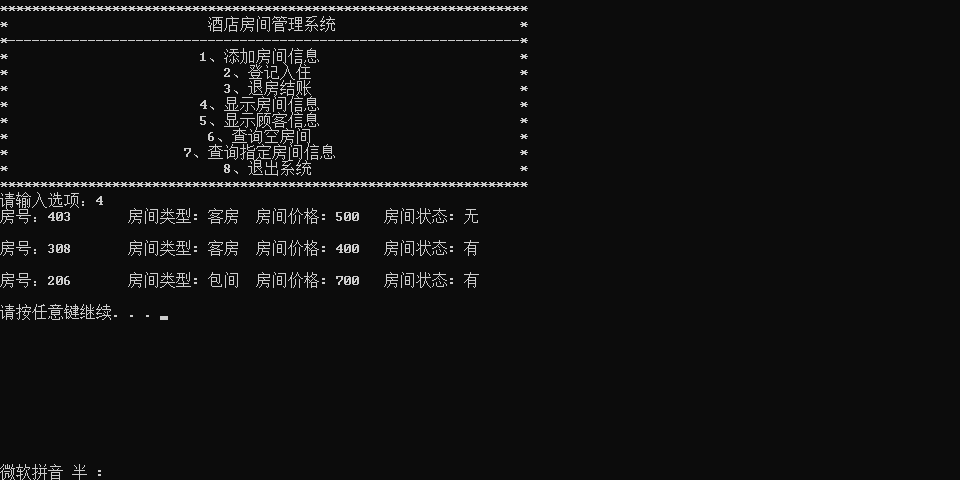 ******************************************************************
* 酒店房间管理系统 *
*----------------------------------------------------------------*
* 1、添加房间信息 *
* 2、登记入住 *
* 3、退房结账 *
* 4、显示房间信息 *
* 5、显示顾客信息 *
* 6、查询空房间 *
* 7、查询指定房间信息 *
* 8、退出系统 *
******************************************************************
请输入选项：4
房号：403 房间类型：客房 房间价格：500 房间状态：无
房号：308 房间类型：客房 房间价格：400 房间状态：有
房号：206 房间类型：包间 房间价格：700 房间状态：有
请按任意键继续. . .
微软拼音 半 :